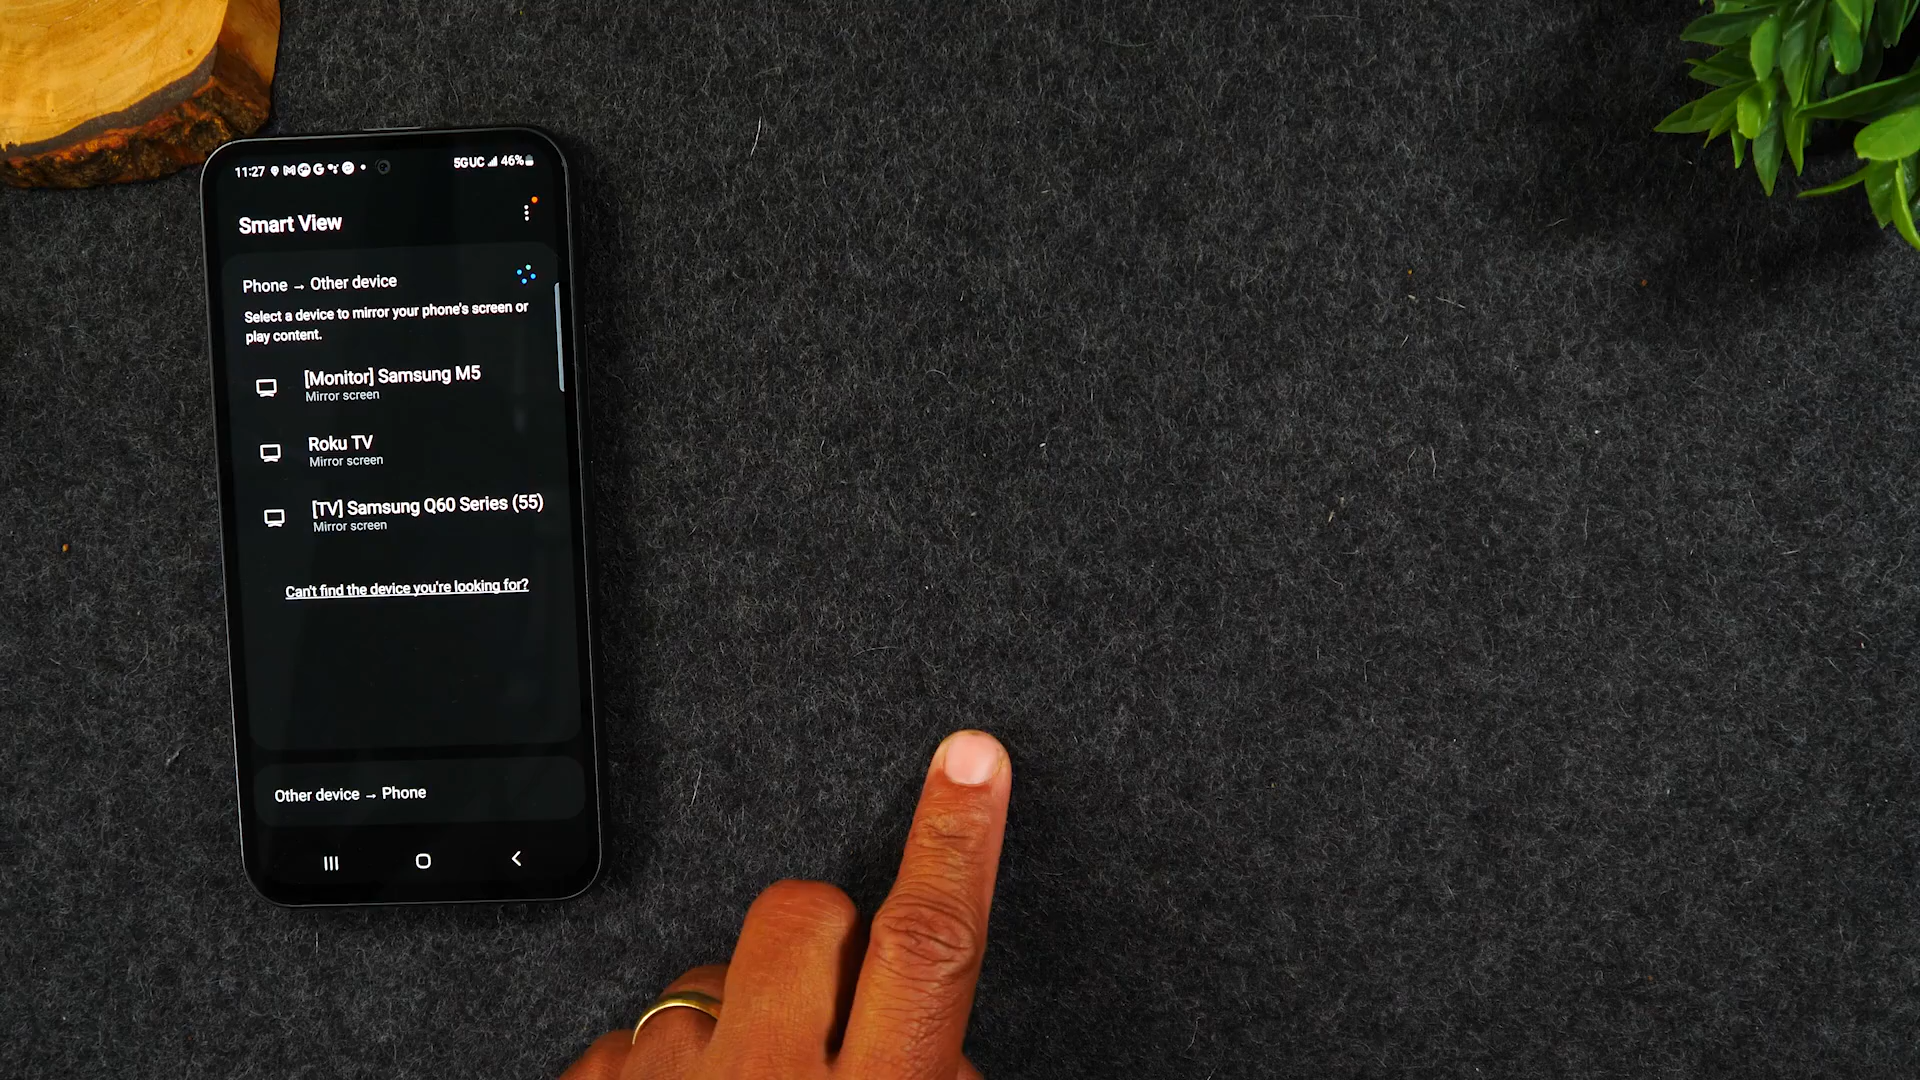 11:27 5GUC 46%
Smart View
Phone → Other device
Select a device to mirror your phone's screen or
play content.
[Monitor] Samsung M5
Mirror screen
Roku TV
Mirror screen
[TV] Samsung Q60 Series (55)
Mirror screen
Can't find the device you're looking for?
Other device → Phone